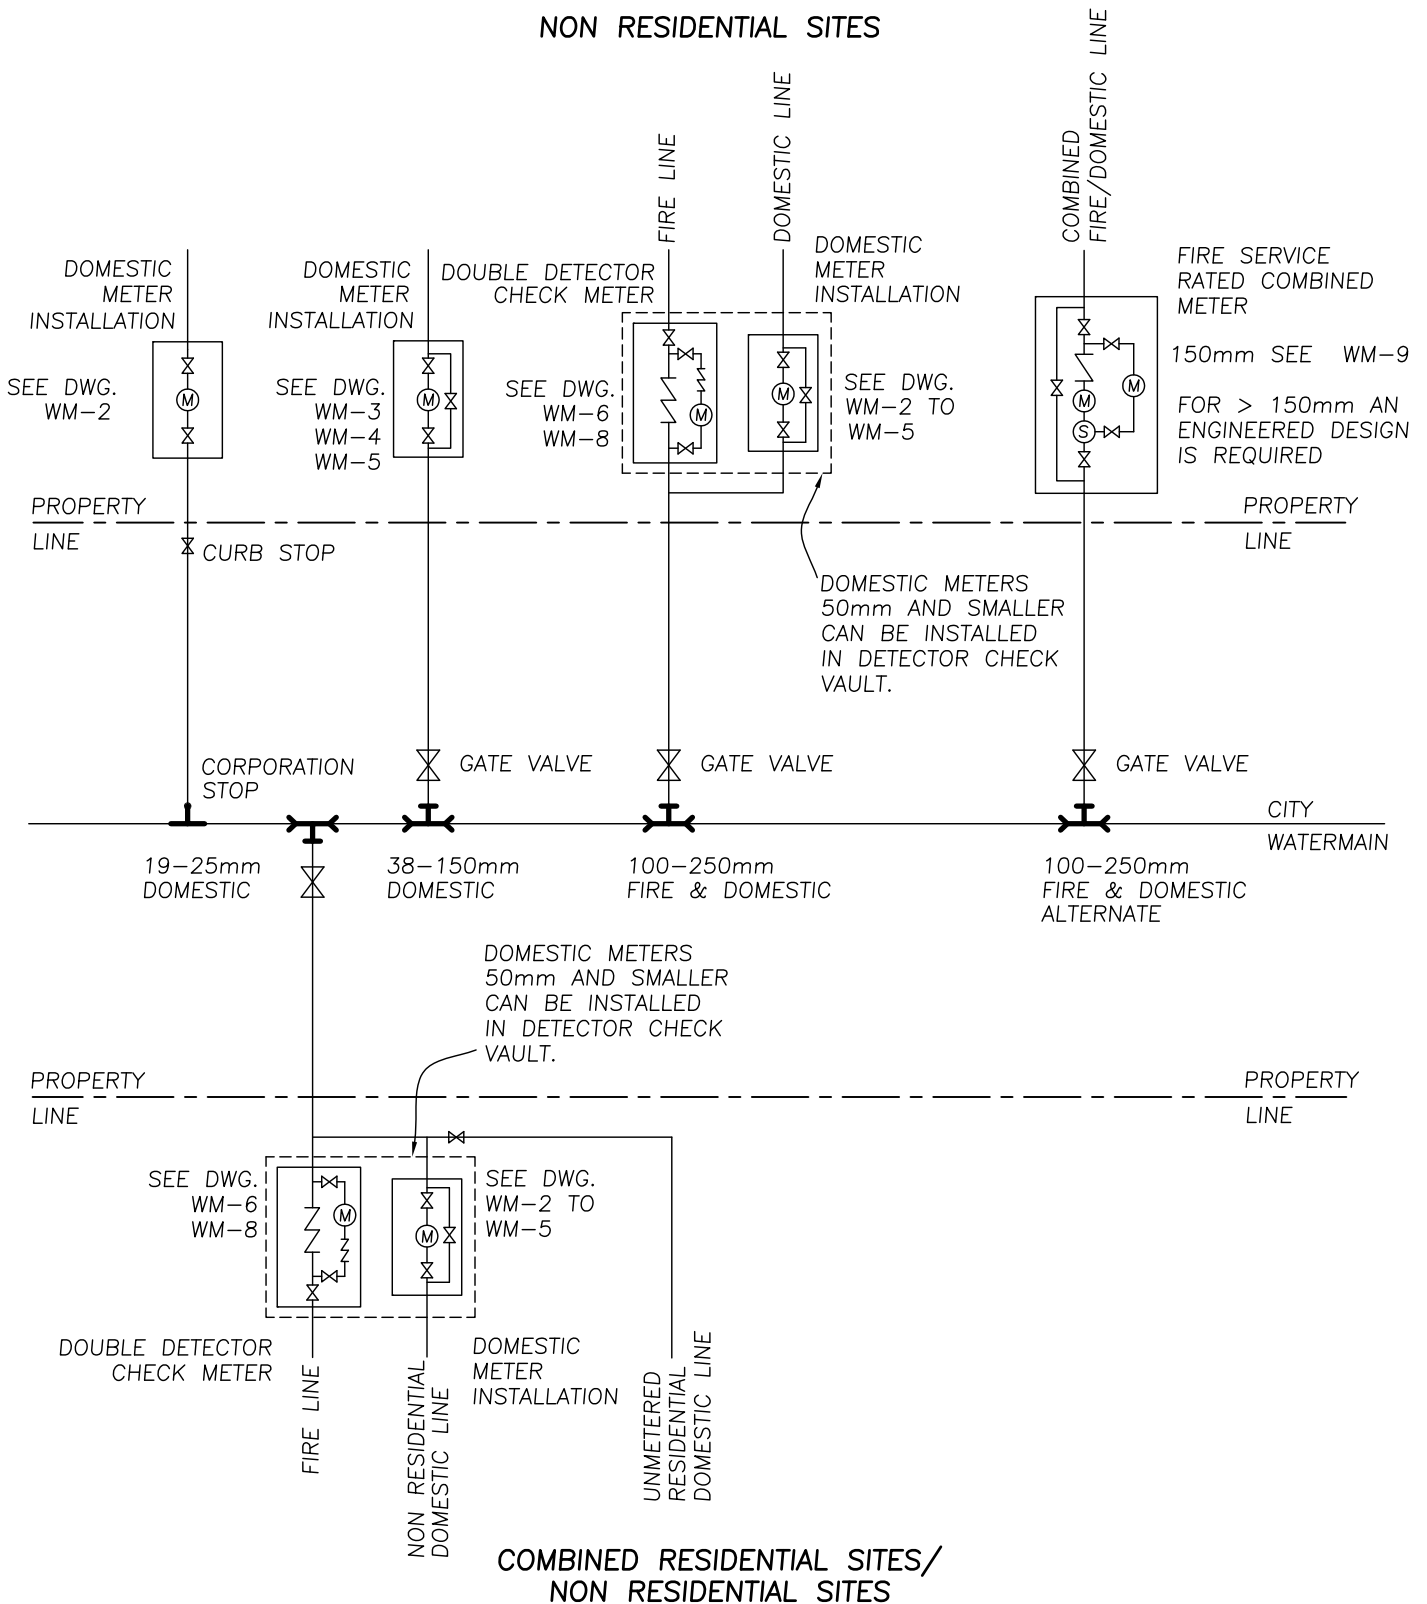 NON RESIDENTIAL SITES
FIRE LINE
DOMESTIC LINE
COMBINED
FIRE/DOMESTIC LINE
DOMESTIC
METER
INSTALLATION
SEE DWG.
WM-2
M
DOMESTIC
METER
INSTALLATION
SEE DWG.
WM-3
WM-4
WM-5
M
DOUBLE DETECTOR
CHECK METER
SEE DWG.
WM-6
WM-8
M
M
DOMESTIC
METER
INSTALLATION
SEE DWG.
WM-2 TO
WM-5
M
M
S
FIRE SERVICE
RATED COMBINED
METER
150mm SEE WM-9
FOR > 150mm AN
ENGINEERED DESIGN
IS REQUIRED
PROPERTY
LINE
PROPERTY
LINE
CURB STOP
DOMESTIC METERS
50mm AND SMALLER
CAN BE INSTALLED
IN DETECTOR CHECK
VAULT.
CORPORATION
STOP
GATE VALVE
GATE VALVE
GATE VALVE
CITY
WATERMAIN
19-25mm
DOMESTIC
38-150mm
DOMESTIC
100-250mm
FIRE & DOMESTIC
100-250mm
FIRE & DOMESTIC
ALTERNATE
DOMESTIC METERS
50mm AND SMALLER
CAN BE INSTALLED
IN DETECTOR CHECK
VAULT.
PROPERTY
LINE
PROPERTY
LINE
SEE DWG.
WM-6
WM-8
M
M
SEE DWG.
WM-2 TO
WM-5
DOUBLE DETECTOR
CHECK METER
FIRE LINE
NON RESIDENTIAL
DOMESTIC LINE
DOMESTIC
METER
INSTALLATION
UNMETERED
RESIDENTIAL
DOMESTIC LINE
COMBINED RESIDENTIAL SITES/
NON RESIDENTIAL SITES